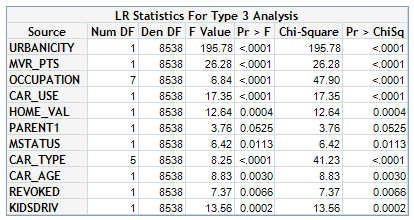 LR Statistics For Type 3 Analysis
Source Num DF Den DF F Value Pr > F Chi-Square Pr > ChiSq
URBANICITY 1 8538 195.78 <.0001 195.78 <.0001
MVR_PTS 1 8538 26.28 <.0001 26.28 <.0001
OCCUPATION 7 8538 6.84 <.0001 47.90 <.0001
CAR_USE 1 8538 17.35 <.0001 17.35 <.0001
HOME_VAL 1 8538 12.64 0.0004 12.64 0.0004
PARENT1 1 8538 3.76 0.0525 3.76 0.0525
MSTATUS 1 8538 6.42 0.0113 6.42 0.0113
CAR_TYPE 5 8538 8.25 <.0001 41.23 <.0001
CAR_AGE 1 8538 8.83 0.0030 8.83 0.0030
REVOKED 1 8538 7.37 0.0066 7.37 0.0066
KIDSDRIV 1 8538 13.56 0.0002 13.56 0.0002